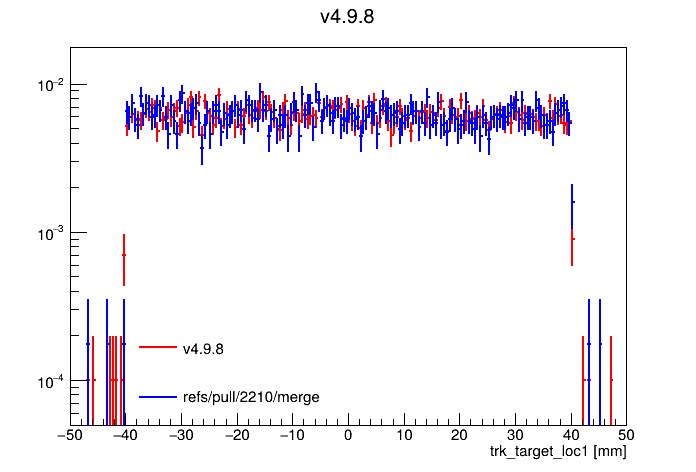 v4.9.8
10⁻²
10⁻³
10⁻⁴
v4.9.8
refs/pull/2210/merge
−50 −40 −30 −20 −10 0 10 20 30 40 50
trk_target_loc1 [mm]